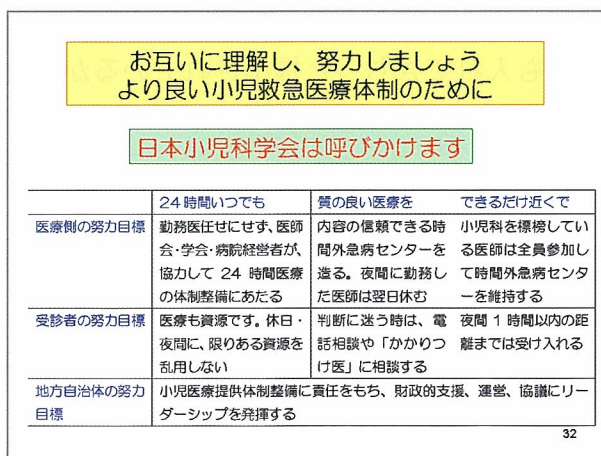 お互いに理解し、努力しましょう
より良い小児救急医療体制のために
日本小児科学会は呼びかけます
24時間いつでも
質の良い医療を
できるだけ近くで
医療側の努力目標
勤務医任せにせず、医師
会・学会・病院経営者が、
協力して 24 時間医療
の体制整備にあたる
内容の信頼できる時
間外急病センターを
造る。夜間に勤務し
た医師は翌日休む
小児科を標榜してい
る医師は全員参加し
て時間外急病センタ
ーを維持する
受診者の努力目標
医療も資源です。休日・
夜間に、限りある資源を
乱用しない
判断に迷う時は、電
話相談や「かかりつ
け医」に相談する
夜間 1 時間以内の距
離までは受け入れる
地方自治体の努力
目標
小児医療提供体制整備に責任をもち、財政的支援、運営、協議にリー
ダーシップを発揮する
32